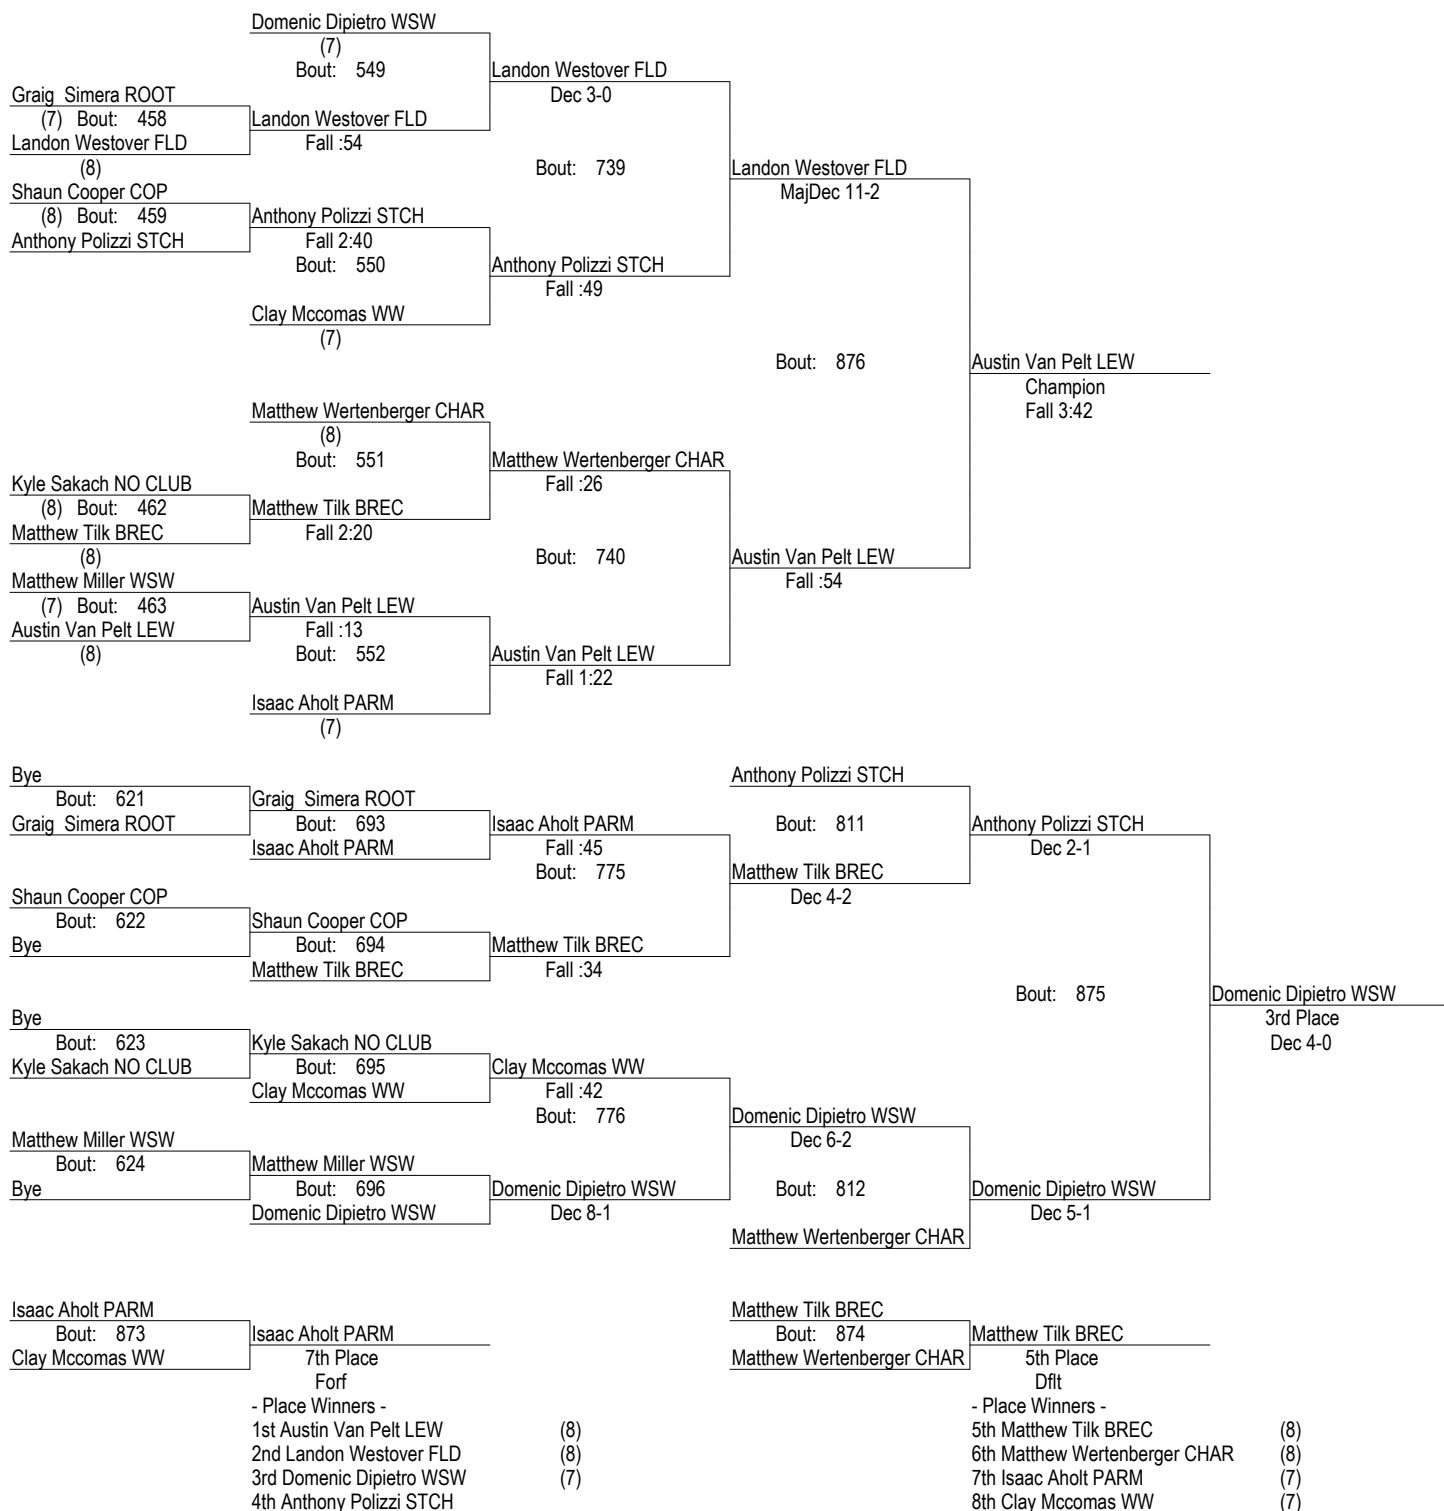 Domenic Dipietro WSW
(7)
Bout: 549
Landon Westover FLD
Dec 3-0
Graig  Simera ROOT
(7) Bout: 458
Landon Westover FLD
Landon Westover FLD
Fall :54
(8)
Bout: 739
Landon Westover FLD
MajDec 11-2
Shaun Cooper COP
(8) Bout: 459
Anthony Polizzi STCH
Anthony Polizzi STCH
Fall 2:40
Bout: 550
Anthony Polizzi STCH
Fall :49
Clay Mccomas WW
(7)
Bout: 876
Austin Van Pelt LEW
Champion
Fall 3:42
Matthew Wertenberger CHAR
(8)
Bout: 551
Matthew Wertenberger CHAR
Fall :26
Kyle Sakach NO CLUB
(8) Bout: 462
Matthew Tilk BREC
Matthew Tilk BREC
Fall 2:20
(8)
Bout: 740
Austin Van Pelt LEW
Fall :54
Matthew Miller WSW
(7) Bout: 463
Austin Van Pelt LEW
Austin Van Pelt LEW
(8)
Fall :13
Bout: 552
Austin Van Pelt LEW
Fall 1:22
Isaac Aholt PARM
(7)
Bye
Bout: 621
Graig  Simera ROOT
Graig  Simera ROOT
Bout: 693
Isaac Aholt PARM
Isaac Aholt PARM
Fall :45
Bout: 775
Anthony Polizzi STCH
Bout: 811
Anthony Polizzi STCH
Dec 2-1
Matthew Tilk BREC
Dec 4-2
Shaun Cooper COP
Bout: 622
Bye
Shaun Cooper COP
Bout: 694
Matthew Tilk BREC
Matthew Tilk BREC
Fall :34
Bout: 875
Domenic Dipietro WSW
3rd Place
Dec 4-0
Bye
Bout: 623
Kyle Sakach NO CLUB
Kyle Sakach NO CLUB
Bout: 695
Clay Mccomas WW
Clay Mccomas WW
Fall :42
Bout: 776
Domenic Dipietro WSW
Dec 6-2
Matthew Miller WSW
Bout: 624
Bye
Matthew Miller WSW
Bout: 696
Domenic Dipietro WSW
Domenic Dipietro WSW
Dec 8-1
Bout: 812
Domenic Dipietro WSW
Dec 5-1
Matthew Wertenberger CHAR
Isaac Aholt PARM
Bout: 873
Clay Mccomas WW
Isaac Aholt PARM
7th Place
Forf
Matthew Tilk BREC
Bout: 874
Matthew Wertenberger CHAR
Matthew Tilk BREC
5th Place
Dflt
- Place Winners -
1st Austin Van Pelt LEW (8)
2nd Landon Westover FLD (8)
3rd Domenic Dipietro WSW (7)
4th Anthony Polizzi STCH
- Place Winners -
5th Matthew Tilk BREC (8)
6th Matthew Wertenberger CHAR (8)
7th Isaac Aholt PARM (7)
8th Clay Mccomas WW (7)